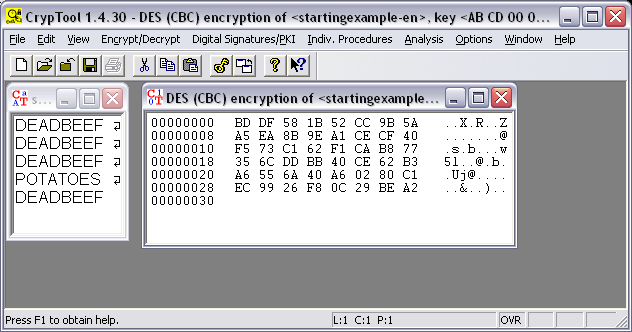 CrypTool 1.4.30 - DES (CBC) encryption of <startingexample-en>, key <AB CD 00 0...
File Edit View Encrypt/Decrypt Digital Signatures/PKI Indiv. Procedures Analysis Options Window Help
s...
DEADBEEF
DEADBEEF
DEADBEEF
POTATOES
DEADBEEF
DES (CBC) encryption of <startingexample...
00000000 BD DF 58 1B 52 CC 9B 5A ..X.R..Z
00000008 A5 EA 8B 9E A1 CE CF 40 .......@
00000010 F5 73 C1 62 F1 CA B8 77 .s.b...w
00000018 35 6C DD BB 40 CE 62 B3 5l..@.b.
00000020 A6 55 6A 40 A6 02 80 C1 .Uj@....
00000028 EC 99 26 F8 0C 29 BE A2 ..&..)..
00000030
Press F1 to obtain help.
L:1 C:1 P:1
OVR